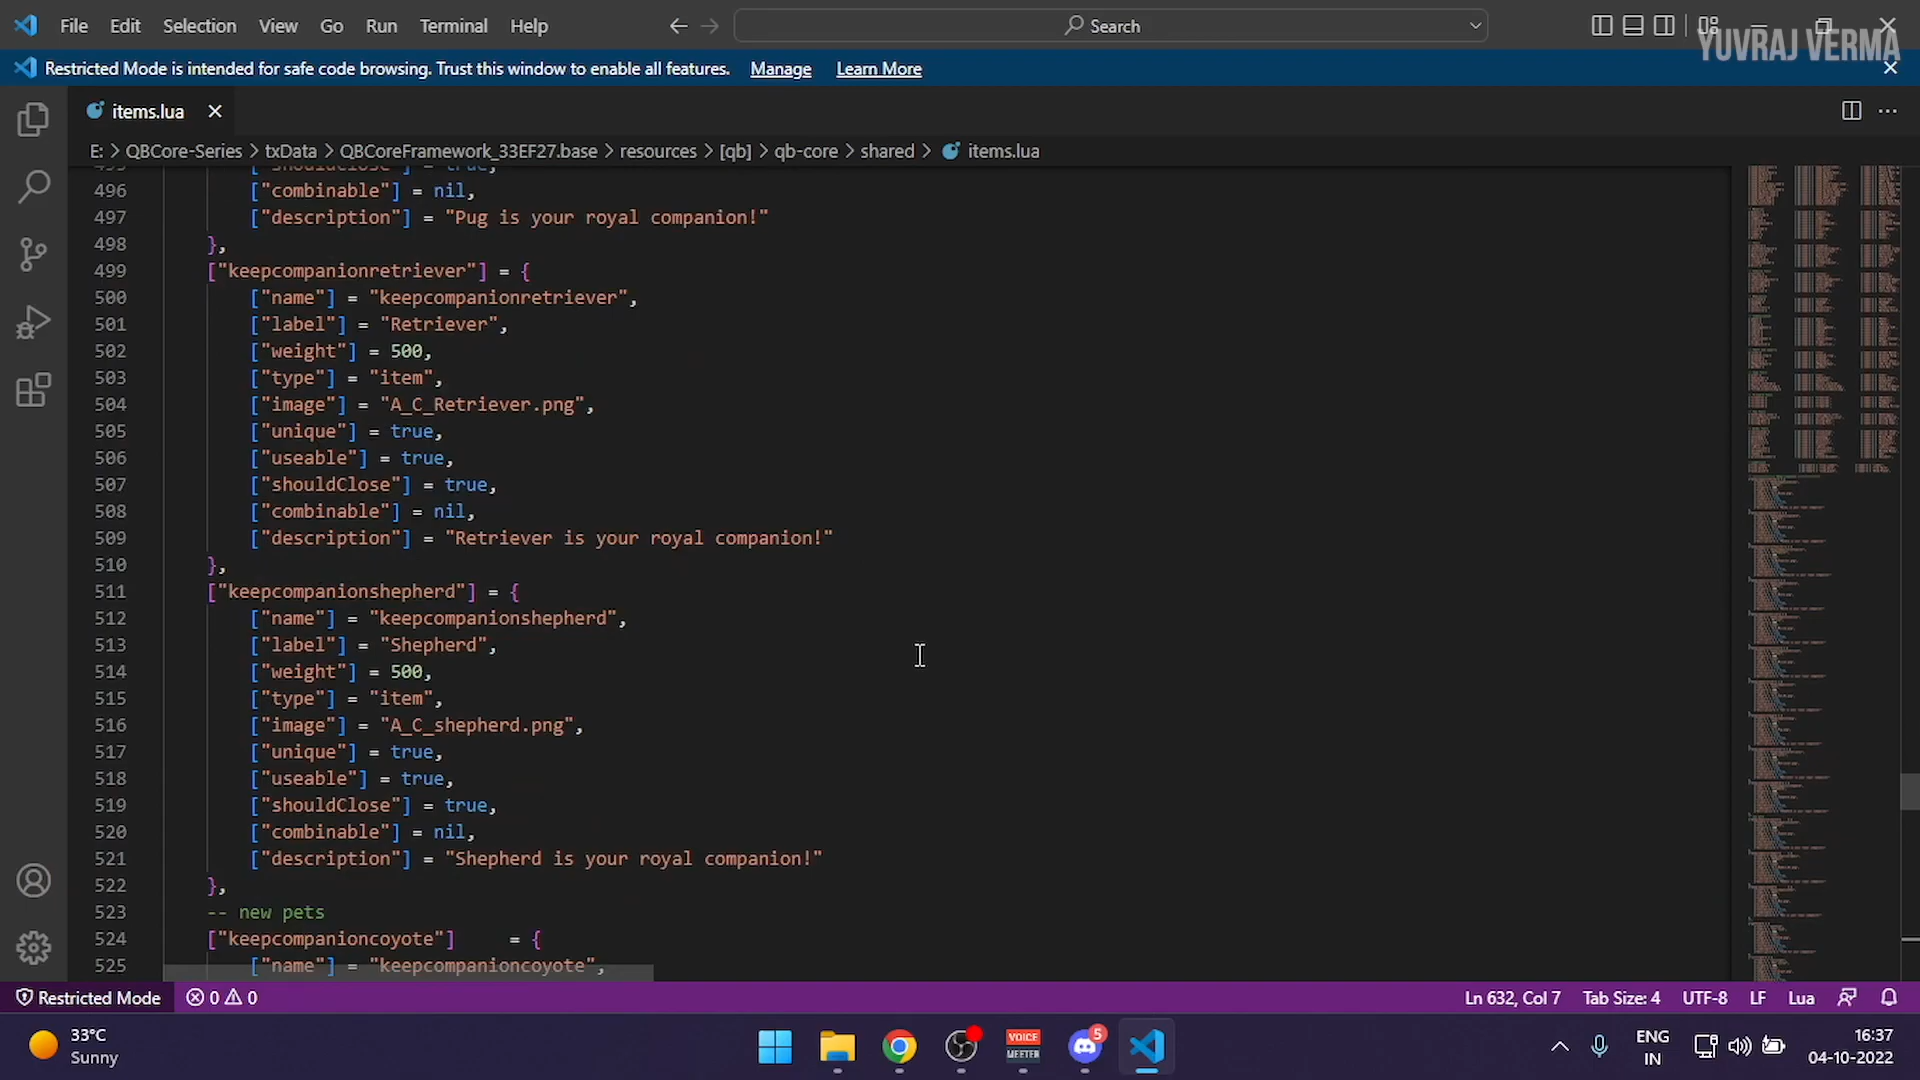 File Edit Selection View Go Run Terminal Help
Search
YUVRAJ VERMA
Restricted Mode is intended for safe code browsing. Trust this window to enable all features. Manage Learn More
items.lua
E: > QBCore-Series > txData > QBCoreFramework_33EF27.base > resources > [qb] > qb-core > shared > items.lua
495 ["shouldClose"] = true,
496 ["combinable"] = nil,
497 ["description"] = "Pug is your royal companion!"
498 },
499 ["keepcompanionretriever"] = {
500 ["name"] = "keepcompanionretriever",
501 ["label"] = "Retriever",
502 ["weight"] = 500,
503 ["type"] = "item",
504 ["image"] = "A_C_Retriever.png",
505 ["unique"] = true,
506 ["useable"] = true,
507 ["shouldClose"] = true,
508 ["combinable"] = nil,
509 ["description"] = "Retriever is your royal companion!"
510 },
511 ["keepcompanionshepherd"] = {
512 ["name"] = "keepcompanionshepherd",
513 ["label"] = "Shepherd",
514 ["weight"] = 500,
515 ["type"] = "item",
516 ["image"] = "A_C_shepherd.png",
517 ["unique"] = true,
518 ["useable"] = true,
519 ["shouldClose"] = true,
520 ["combinable"] = nil,
521 ["description"] = "Shepherd is your royal companion!"
522 },
523 -- new pets
524 ["keepcompanioncoyote"] = {
525 ["name"] = "keepcompanioncoyote",
Restricted Mode 0 0 Ln 632, Col 7 Tab Size: 4 UTF-8 LF Lua
33°C
Sunny
VOICE
MEETER
5
ENG
IN
16:37
04-10-2022